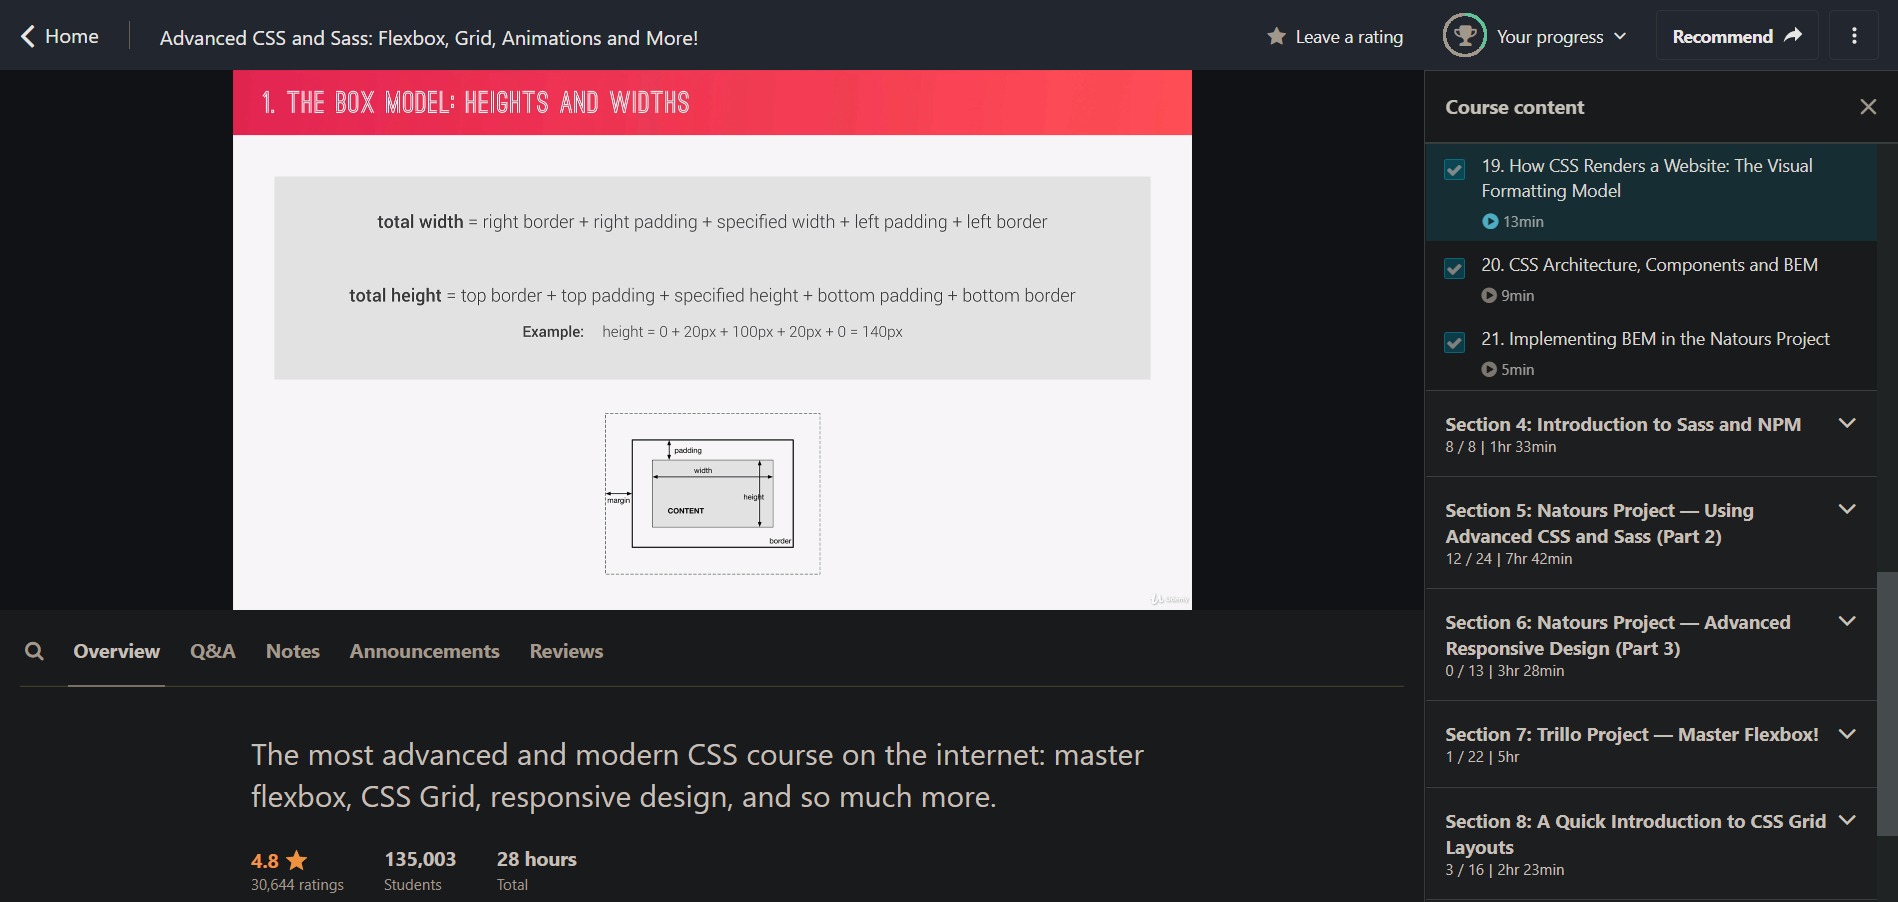 Home
Advanced CSS and Sass: Flexbox, Grid, Animations and More!
Leave a rating
Your progress
Recommend
1. THE BOX MODEL: HEIGHTS AND WIDTHS
total width = right border + right padding + specified width + left padding + left border
total height = top border + top padding + specified height + bottom padding + bottom border
Example: height = 0 + 20px + 100px + 20px + 0 = 140px
padding
width
margin
height
CONTENT
border
Udemy
Overview
Q&A
Notes
Announcements
Reviews
The most advanced and modern CSS course on the internet: master
flexbox, CSS Grid, responsive design, and so much more.
4.8
30,644 ratings
135,003
Students
28 hours
Total
Course content
19. How CSS Renders a Website: The Visual
Formatting Model
13min
20. CSS Architecture, Components and BEM
9min
21. Implementing BEM in the Natours Project
5min
Section 4: Introduction to Sass and NPM
8 / 8 | 1hr 33min
Section 5: Natours Project — Using
Advanced CSS and Sass (Part 2)
12 / 24 | 7hr 42min
Section 6: Natours Project — Advanced
Responsive Design (Part 3)
0 / 13 | 3hr 28min
Section 7: Trillo Project — Master Flexbox!
1 / 22 | 5hr
Section 8: A Quick Introduction to CSS Grid
Layouts
3 / 16 | 2hr 23min